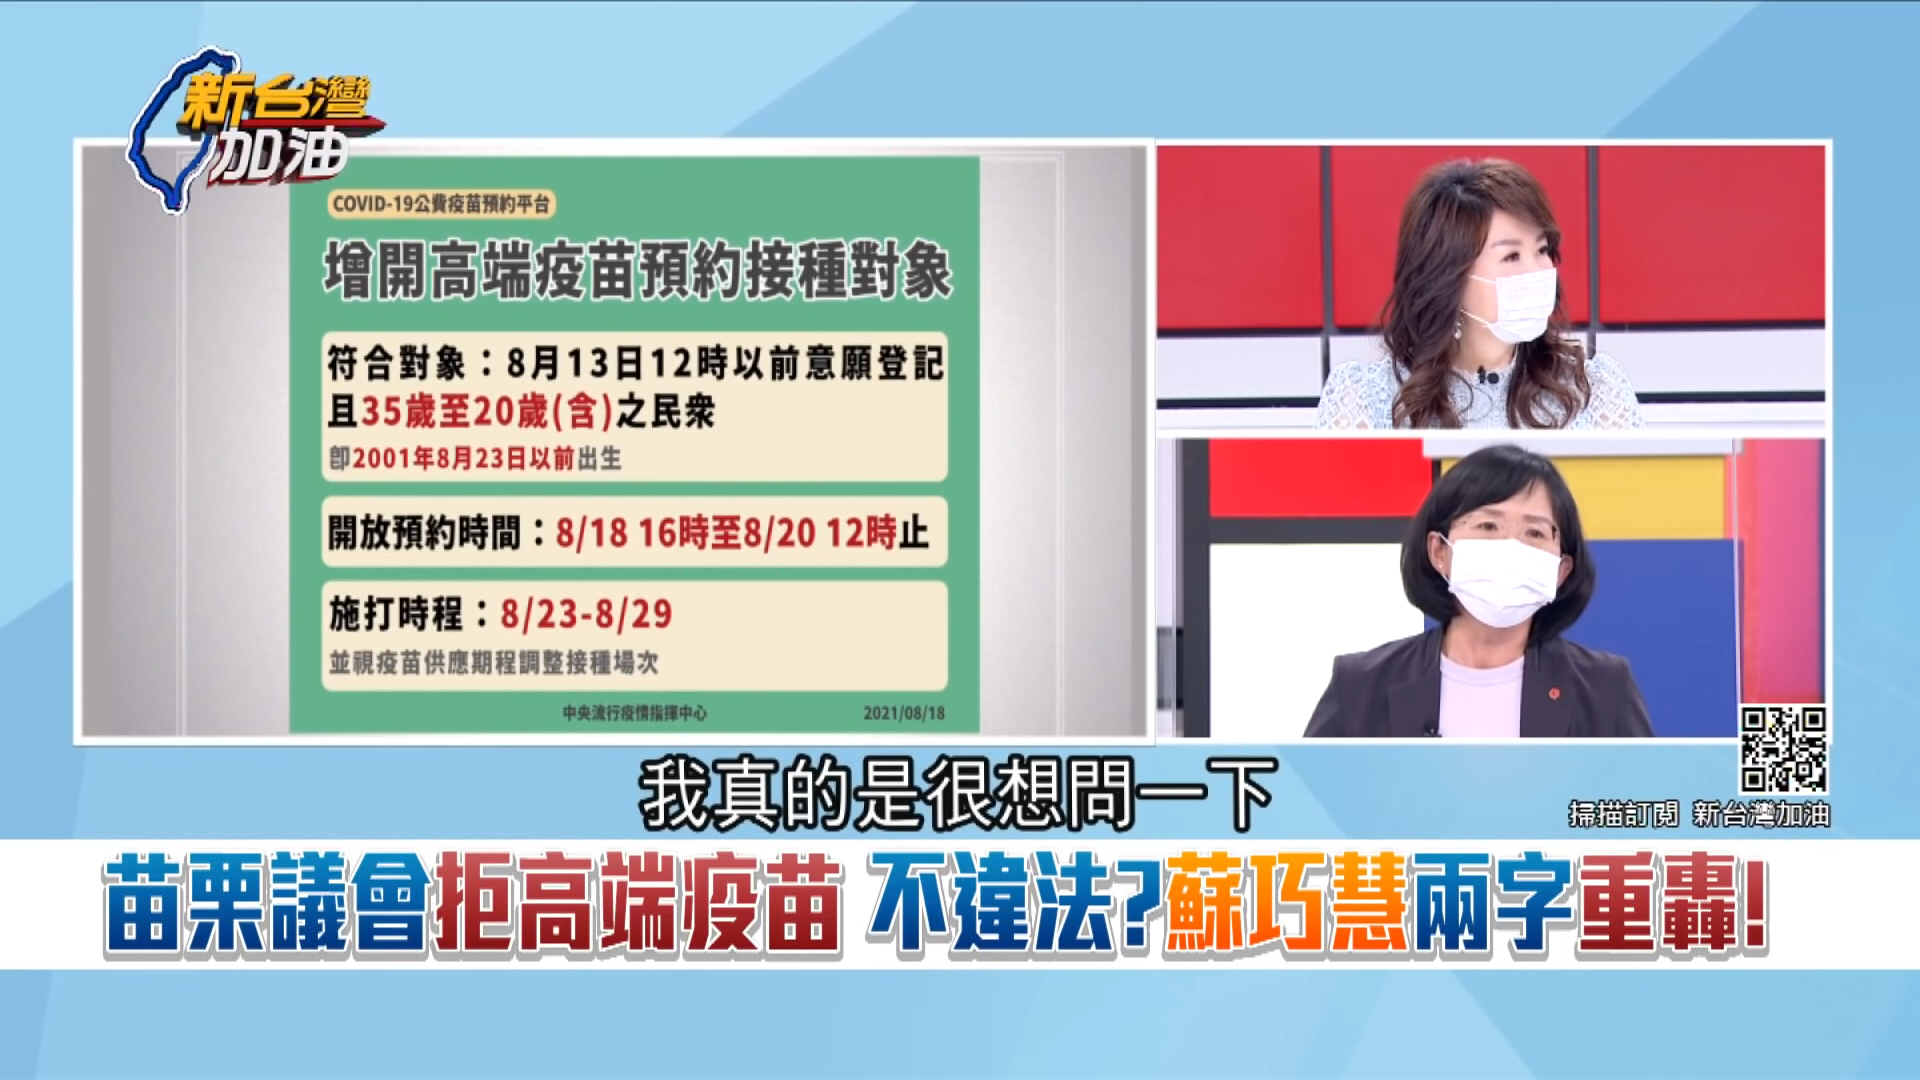 新台灣
加油
COVID-19公費疫苗預約平台
增開高端疫苗預約接種對象
符合對象：8月13日12時以前意願登記
且35歲至20歲(含)之民眾
即2001年8月23日以前出生
開放預約時間：8/18 16時至8/20 12時止
施打時程：8/23-8/29
並視疫苗供應期程調整接種場次
中央流行疫情指揮中心 2021/08/18
我真的是很想問一下
掃描訂閱 新台灣加油
苗栗議會拒高端疫苗 不違法?蘇巧慧兩字重轟!